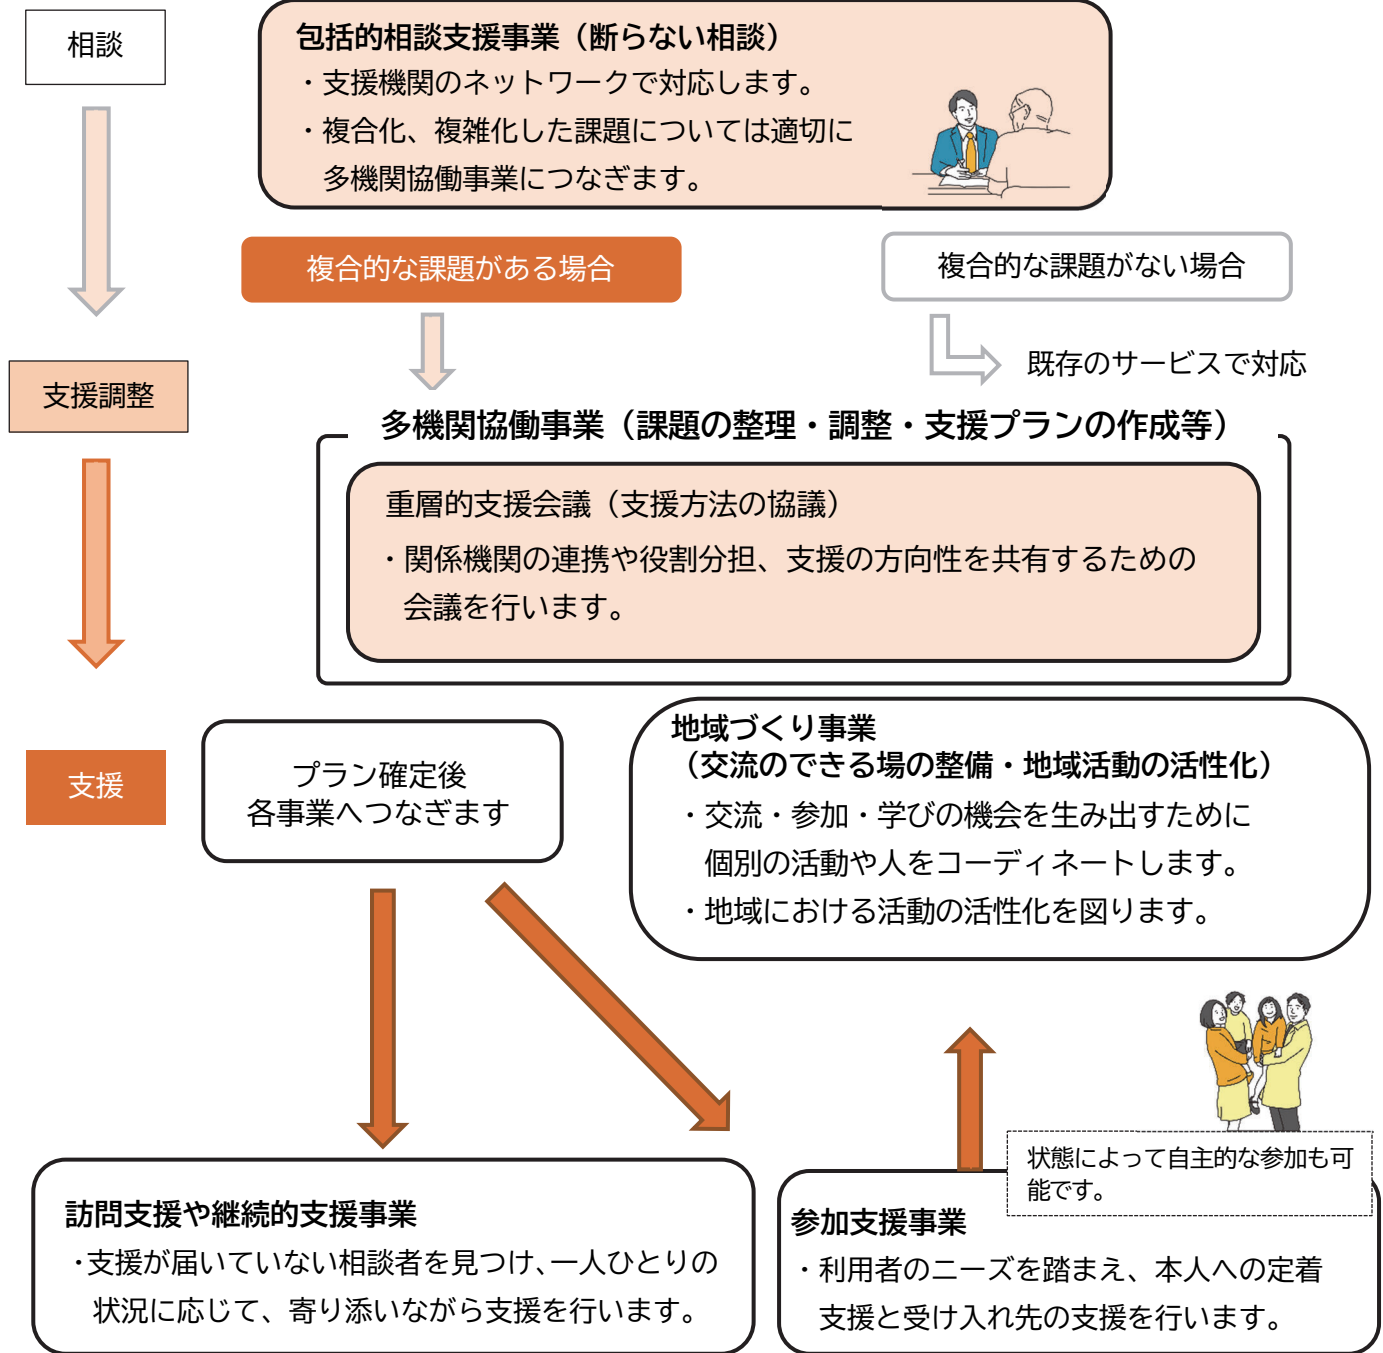 相談
包括的相談支援事業（断らない相談）
・支援機関のネットワークで対応します。
・複合化、複雑化した課題については適切に
多機関協働事業につなぎます。
複合的な課題がある場合
複合的な課題がない場合
既存のサービスで対応
支援調整
多機関協働事業（課題の整理・調整・支援プランの作成等）
重層的支援会議（支援方法の協議）
・関係機関の連携や役割分担、支援の方向性を共有するための
会議を行います。
支援
プラン確定後
各事業へつなぎます
地域づくり事業
（交流のできる場の整備・地域活動の活性化）
・交流・参加・学びの機会を生み出すために
個別の活動や人をコーディネートします。
・地域における活動の活性化を図ります。
訪問支援や継続的支援事業
・支援が届いていない相談者を見つけ、一人ひとりの
状況に応じて、寄り添いながら支援を行います。
状態によって自主的な参加も可
能です。
参加支援事業
・利用者のニーズを踏まえ、本人への定着
支援と受け入れ先の支援を行います。